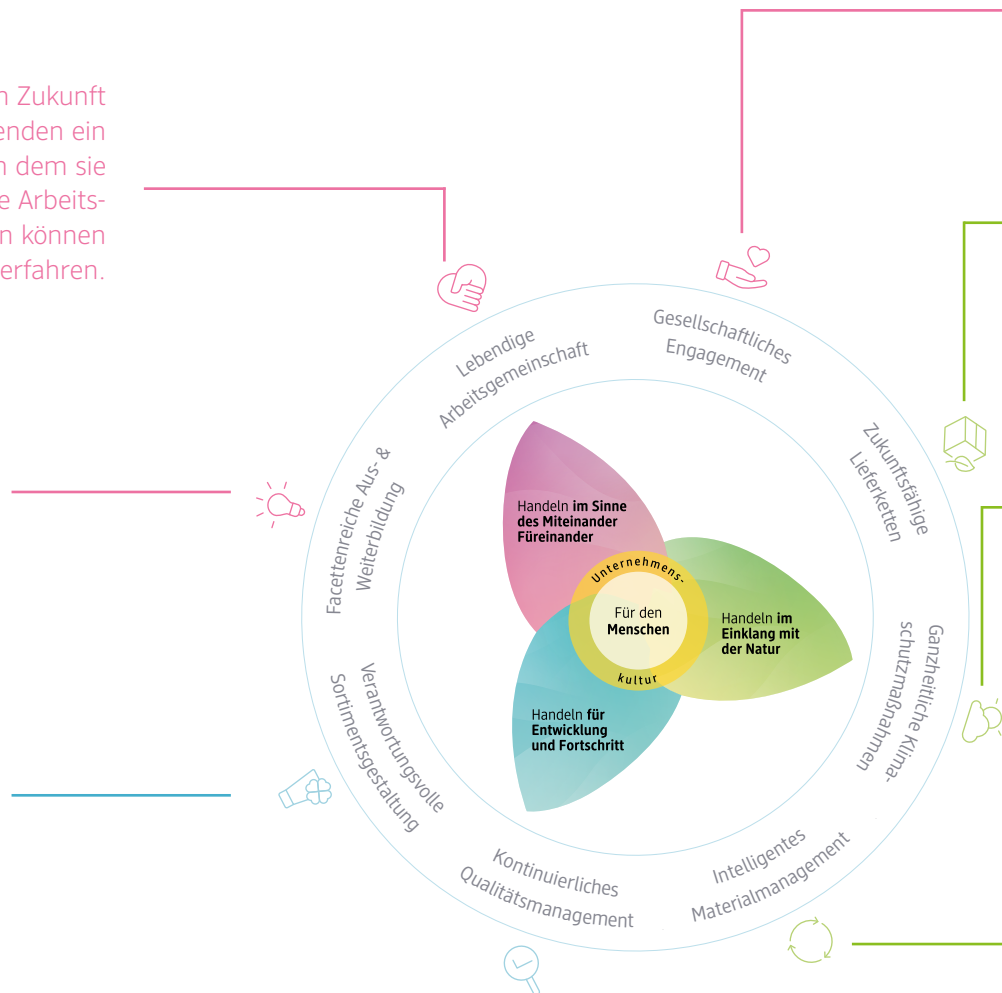 n Zukunft
enden ein
n dem sie
e Arbeits-
n können
erfahren.
Lebendige
Arbeitsgemeinschaft
Gesellschaftliches
Engagement
Zukunftsfähige
Lieferketten
Ganzheitliche Klima-
schutzmaßnahmen
Intelligentes
Materialmanagement
Kontinuierliches
Qualitätsmanagement
Verantwortungsvolle
Sortimentsgestaltung
Facettenreiche Aus- &
Weiterbildung
Handeln im Sinne
des Miteinander
Füreinander
Unternehmens-
kultur
Für den
Menschen
Handeln im
Einklang mit
der Natur
Handeln für
Entwicklung
und Fortschritt